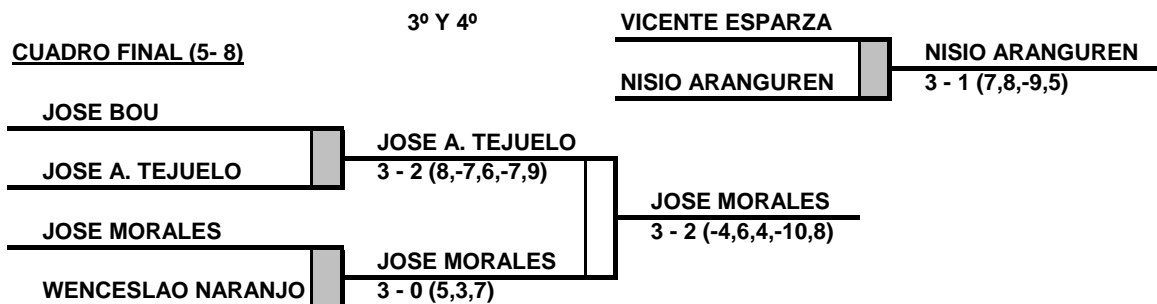 3º Y 4º
VICENTE ESPARZA
CUADRO FINAL (5- 8)
NISIO ARANGUREN
NISIO ARANGUREN
3 - 1 (7,8,-9,5)
JOSE BOU
JOSE A. TEJUELO
JOSE A. TEJUELO
3 - 2 (8,-7,6,-7,9)
JOSE MORALES
3 - 2 (-4,6,4,-10,8)
JOSE MORALES
JOSE MORALES
WENCESLAO NARANJO
3 - 0 (5,3,7)